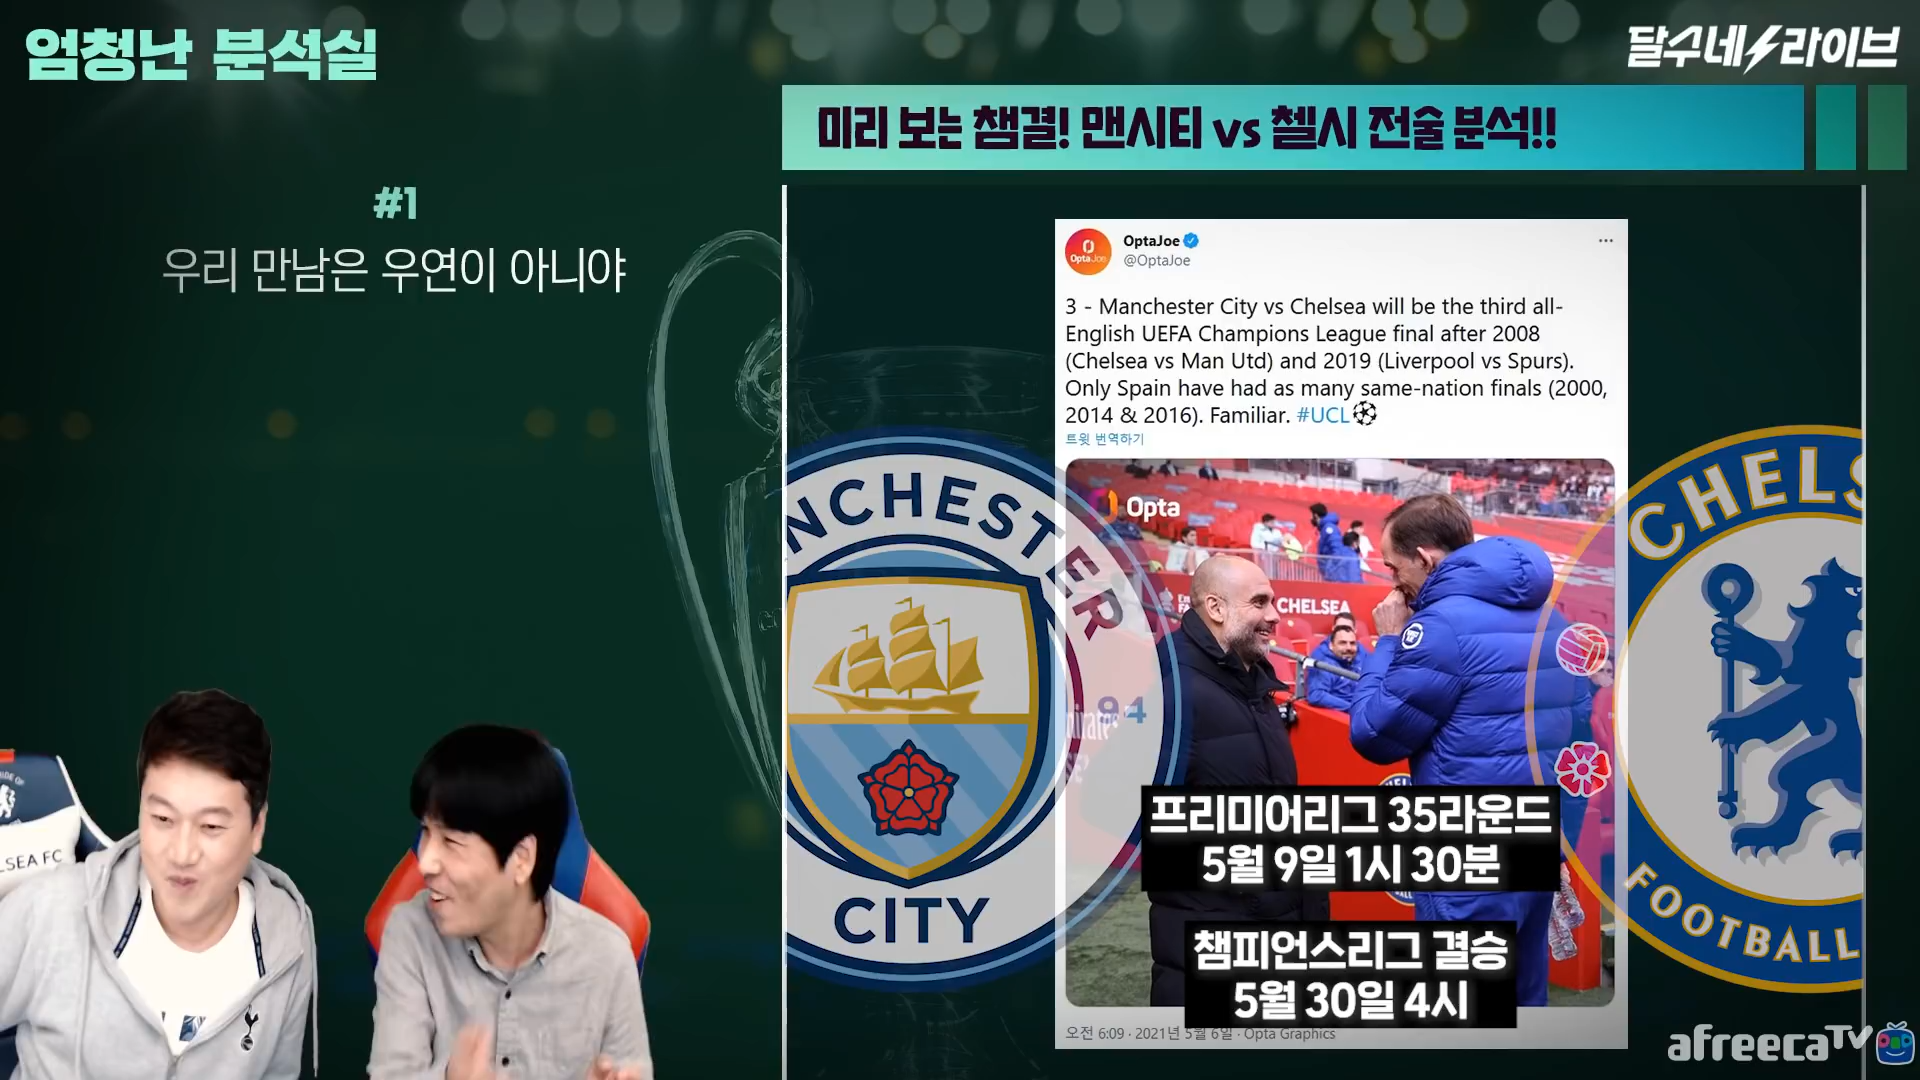 엄청난 분석실
달수네라이브
미리 보는 챔결! 맨시티 vs 첼시 전술 분석!!
#1
우리 만남은 우연이 아니야
OptaJoe
@OptaJoe
3 - Manchester City vs Chelsea will be the third all-
English UEFA Champions League final after 2008
(Chelsea vs Man Utd) and 2019 (Liverpool vs Spurs).
Only Spain have had as many same-nation finals (2000,
2014 & 2016). Familiar. #UCL
트윗 번역하기
Opta
CHELSEA
NCHESTER
CITY
94
CHELS
FOOTBALL
LSEA FC
프리미어리그 35라운드
5월 9일 1시 30분
챔피언스리그 결승
5월 30일 4시
오전 6:09 · 2021년 5월 6일 · Opta Graphics
afreecaTV